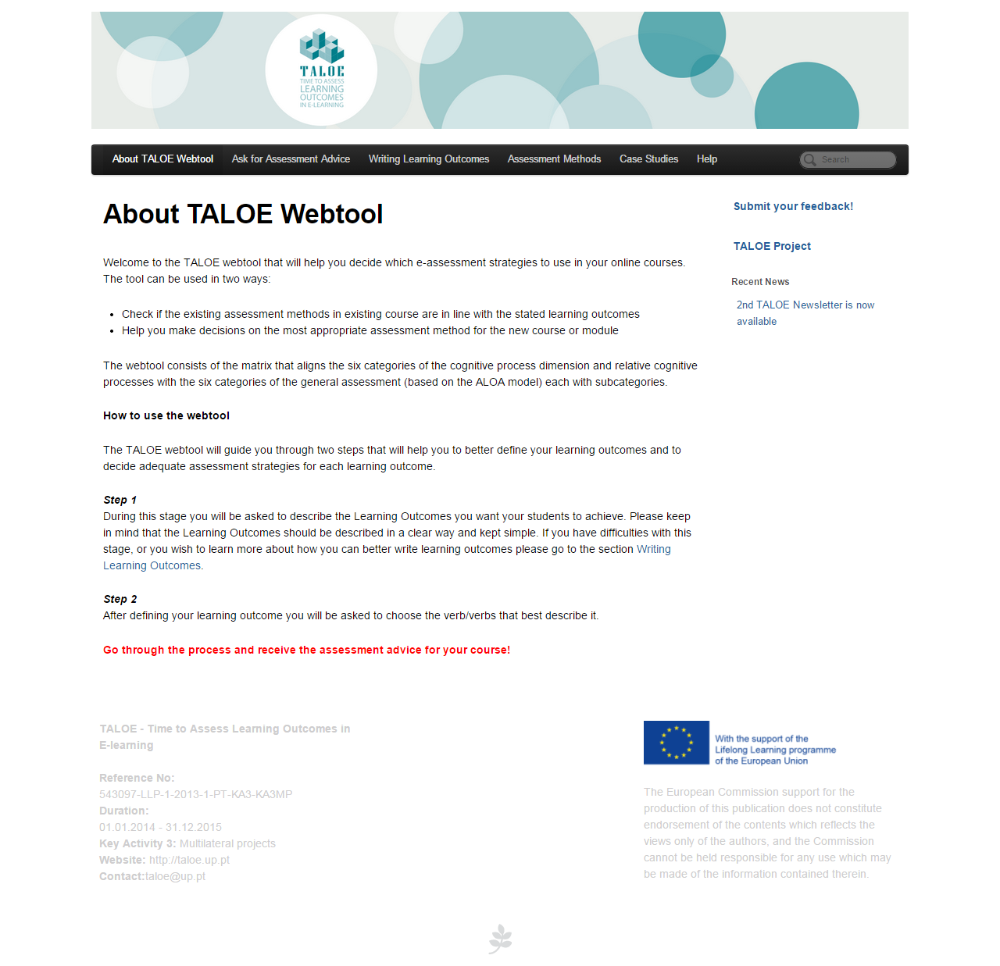 TALOE
TIME TO ASSESS
LEARNING
OUTCOMES
IN E-LEARNING
About TALOE Webtool Ask for Assessment Advice Writing Learning Outcomes Assessment Methods Case Studies Help Search
About TALOE Webtool
Welcome to the TALOE webtool that will help you decide which e-assessment strategies to use in your online courses.
The tool can be used in two ways:
• Check if the existing assessment methods in existing course are in line with the stated learning outcomes
• Help you make decisions on the most appropriate assessment method for the new course or module
The webtool consists of the matrix that aligns the six categories of the cognitive process dimension and relative cognitive
processes with the six categories of the general assessment (based on the ALOA model) each with subcategories.
How to use the webtool
The TALOE webtool will guide you through two steps that will help you to better define your learning outcomes and to
decide adequate assessment strategies for each learning outcome.
Step 1
During this stage you will be asked to describe the Learning Outcomes you want your students to achieve. Please keep
in mind that the Learning Outcomes should be described in a clear way and kept simple. If you have difficulties with this
stage, or you wish to learn more about how you can better write learning outcomes please go to the section Writing
Learning Outcomes.
Step 2
After defining your learning outcome you will be asked to choose the verb/verbs that best describe it.
Go through the process and receive the assessment advice for your course!
Submit your feedback!
TALOE Project
Recent News
2nd TALOE Newsletter is now
available
TALOE - Time to Assess Learning Outcomes in
E-learning
Reference No:
543097-LLP-1-2013-1-PT-KA3-KA3MP
Duration:
01.01.2014 - 31.12.2015
Key Activity 3: Multilateral projects
Website: http://taloe.up.pt
Contact:taloe@up.pt
With the support of the
Lifelong Learning programme
of the European Union
The European Commission support for the
production of this publication does not constitute
endorsement of the contents which reflects the
views only of the authors, and the Commission
cannot be held responsible for any use which may
be made of the information contained therein.